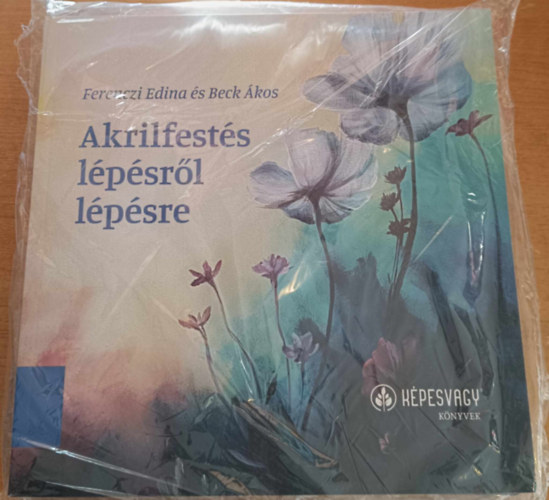 Ferenczi Edina és Beck Ákos
Akrilfestés
lépésről
lépésre
KÉPESVAGY
KÖNYVEK